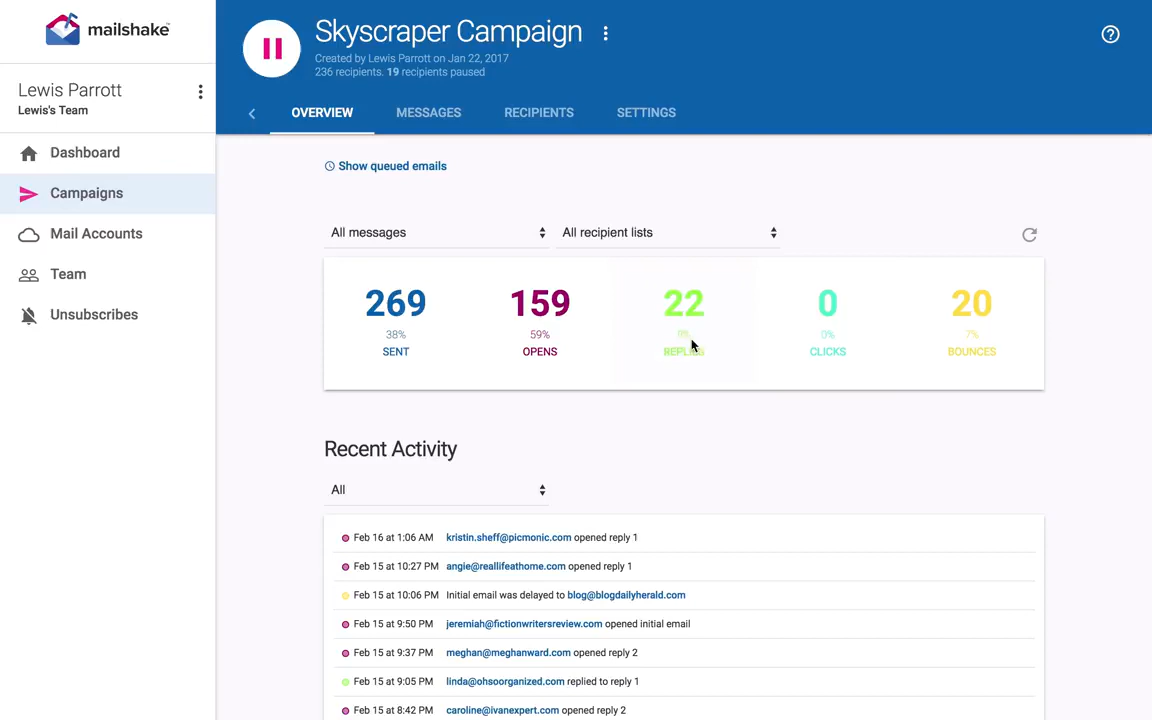 mailshake
Lewis Parrott
Lewis's Team
Dashboard
Campaigns
Mail Accounts
Team
Unsubscribes
Skyscraper Campaign
Created by Lewis Parrott on Jan 22, 2017
236 recipients. 19 recipients paused
OVERVIEW MESSAGES RECIPIENTS SETTINGS
Show queued emails
All messages All recipient lists
269 159 22 0 20
38% 59% 0% 7%
SENT OPENS REPLIES CLICKS BOUNCES
Recent Activity
All
Feb 16 at 1:06 AM kristin.sheff@picmonic.com opened reply 1
Feb 15 at 10:27 PM angie@reallifeathome.com opened reply 1
Feb 15 at 10:06 PM Initial email was delayed to blog@blogdailyherald.com
Feb 15 at 9:50 PM jeremiah@fictionwritersreview.com opened initial email
Feb 15 at 9:37 PM meghan@meghanward.com opened reply 2
Feb 15 at 9:05 PM linda@ohsoorganized.com replied to reply 1
Feb 15 at 8:42 PM caroline@ivanexpert.com opened reply 2